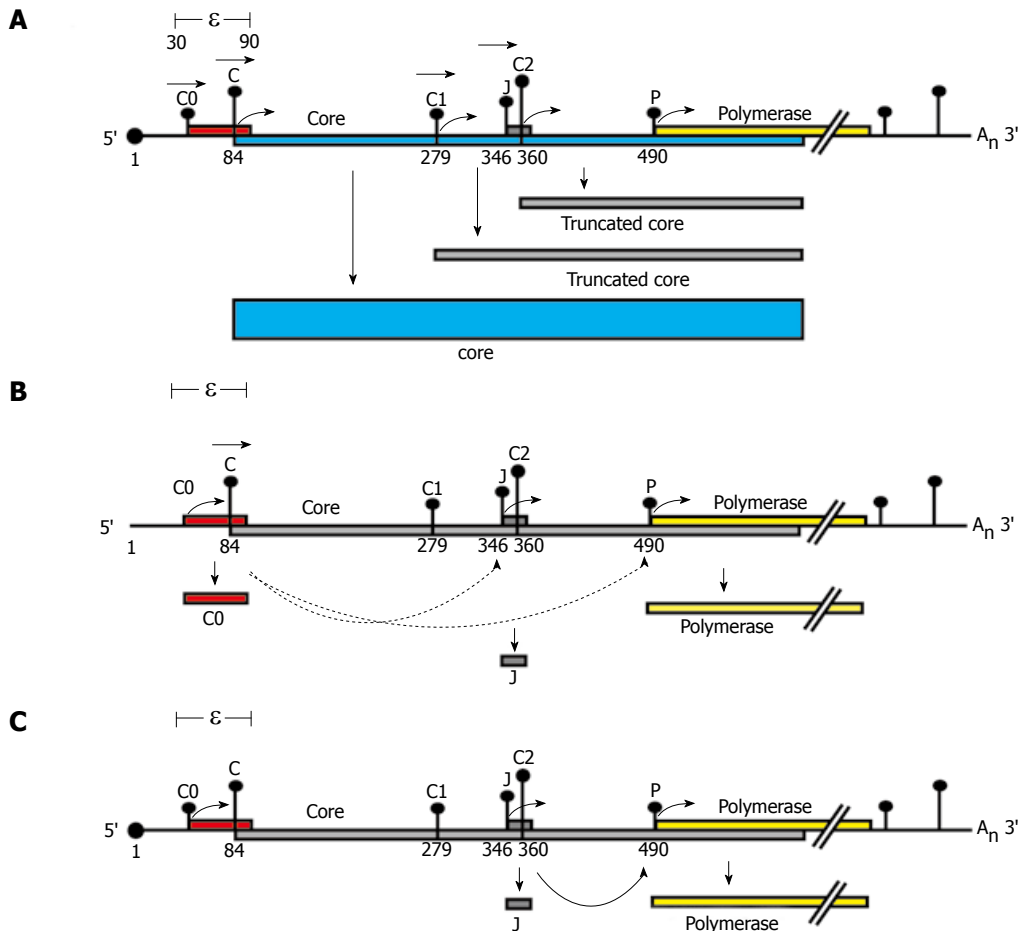 A
ε
30 90
C0 C C1 J C2 P
Core Polymerase
5' An 3'
1 84 279 346 360 490
Truncated core
Truncated core
core
B
ε
C0 C C1 J C2 P
Core Polymerase
5' An 3'
1 84 279 346 360 490
C0 Polymerase
J
C
ε
C0 C C1 J C2 P
Core Polymerase
5' An 3'
1 84 279 346 360 490
J Polymerase